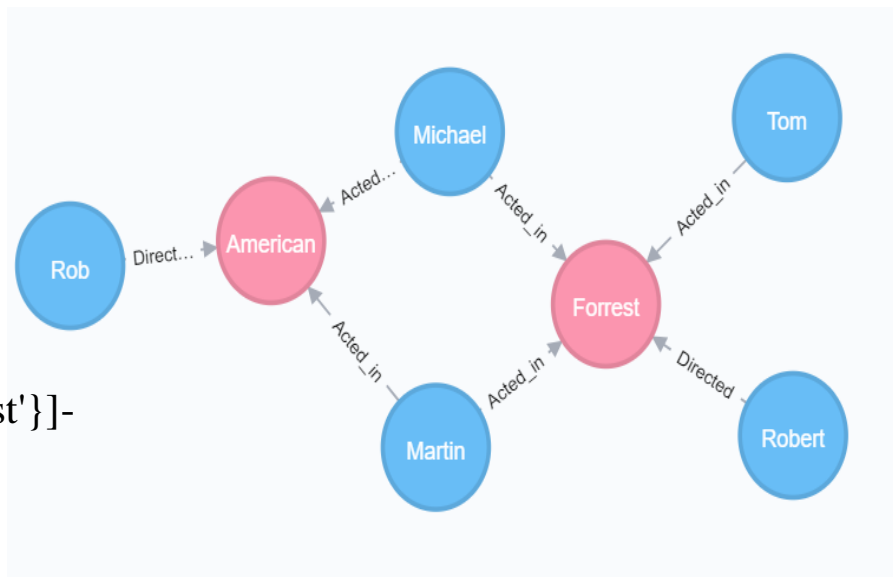 Tom
Michael
Acted...
Acted_in
Acted_in
American
Direct...
Rob
Forrest
Acted_in
Acted_in
Directed
st'}]-
Martin
Robert